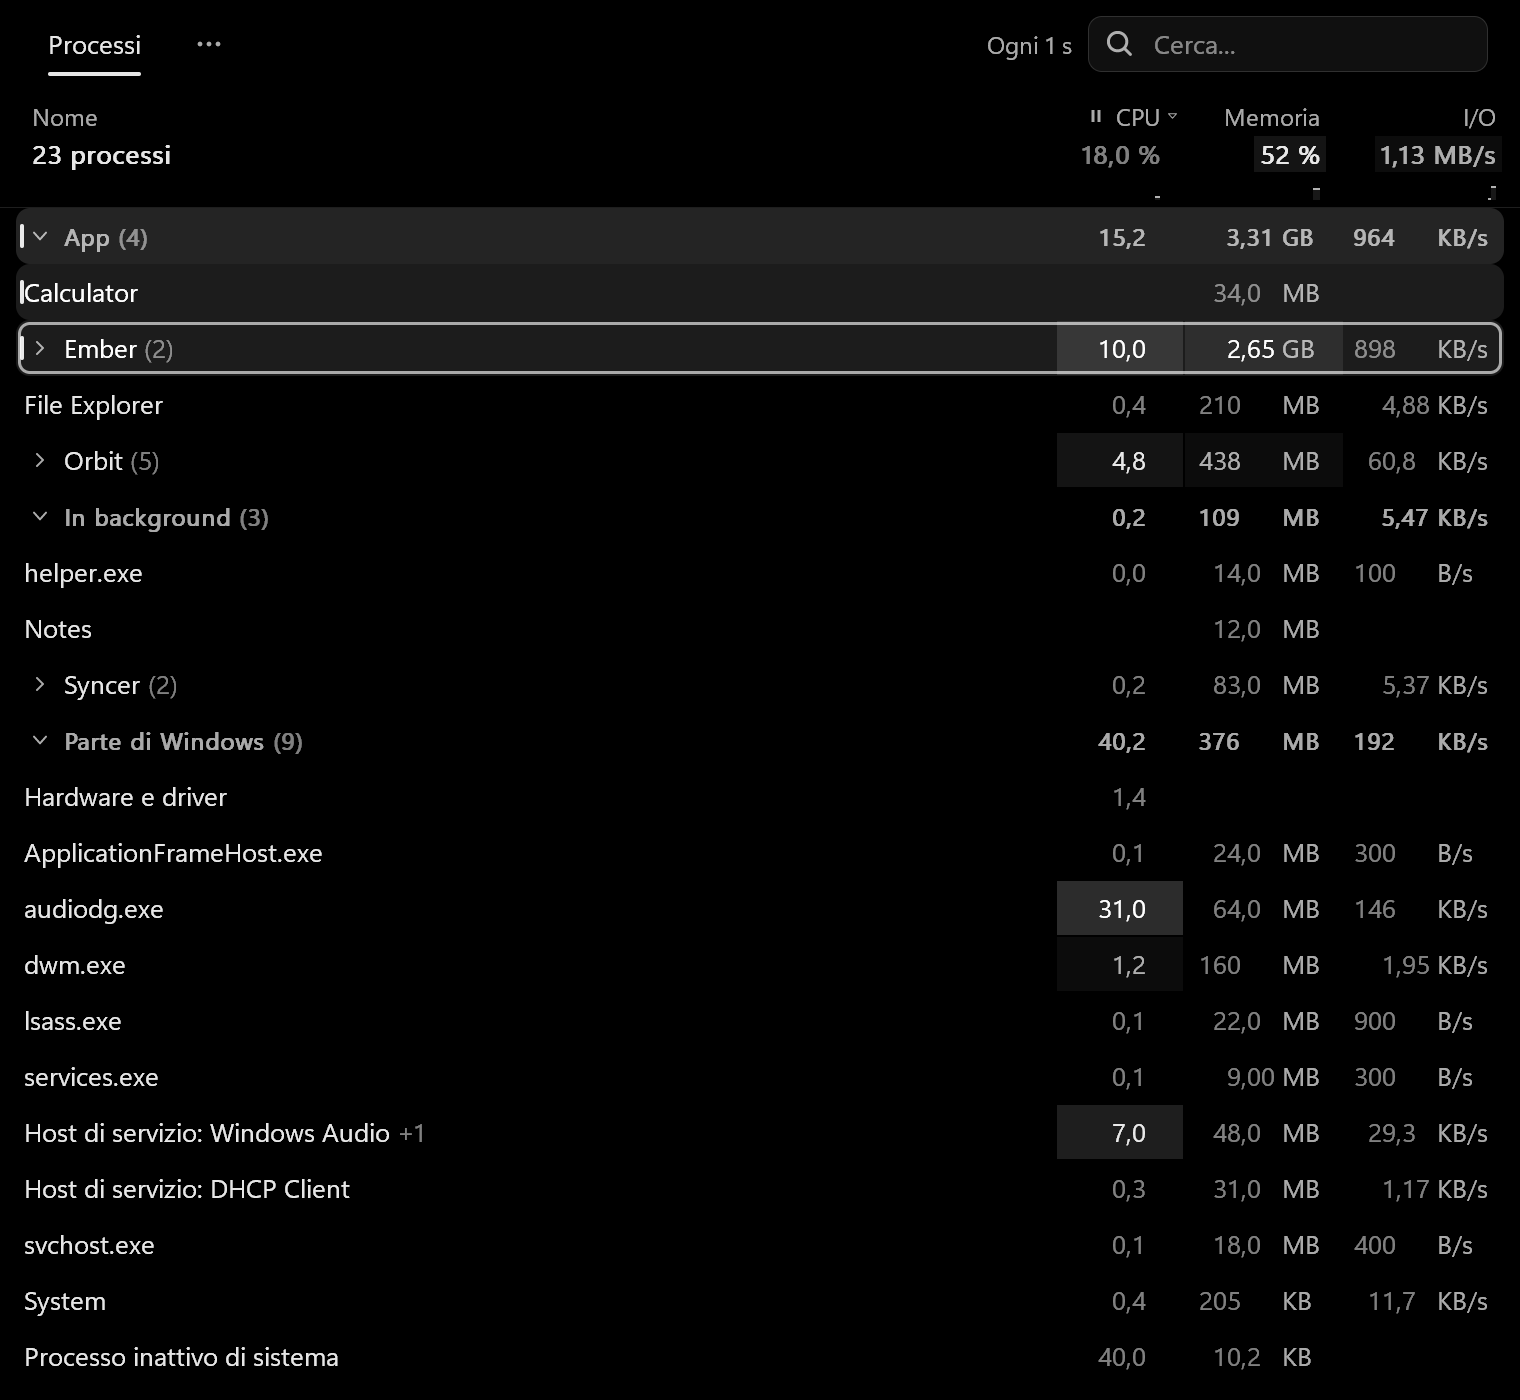 Processi ··· Ogni 1 s Cerca...
Nome CPU Memoria I/O
23 processi 18,0 % 52 % 1,13 MB/s
App (4) 15,2 3,31 GB 964 KB/s
Calculator 34,0 MB
Ember (2) 10,0 2,65 GB 898 KB/s
File Explorer 0,4 210 MB 4,88 KB/s
Orbit (5) 4,8 438 MB 60,8 KB/s
In background (3) 0,2 109 MB 5,47 KB/s
helper.exe 0,0 14,0 MB 100 B/s
Notes 12,0 MB
Syncer (2) 0,2 83,0 MB 5,37 KB/s
Parte di Windows (9) 40,2 376 MB 192 KB/s
Hardware e driver 1,4
ApplicationFrameHost.exe 0,1 24,0 MB 300 B/s
audiodg.exe 31,0 64,0 MB 146 KB/s
dwm.exe 1,2 160 MB 1,95 KB/s
lsass.exe 0,1 22,0 MB 900 B/s
services.exe 0,1 9,00 MB 300 B/s
Host di servizio: Windows Audio +1 7,0 48,0 MB 29,3 KB/s
Host di servizio: DHCP Client 0,3 31,0 MB 1,17 KB/s
svchost.exe 0,1 18,0 MB 400 B/s
System 0,4 205 KB 11,7 KB/s
Processo inattivo di sistema 40,0 10,2 KB